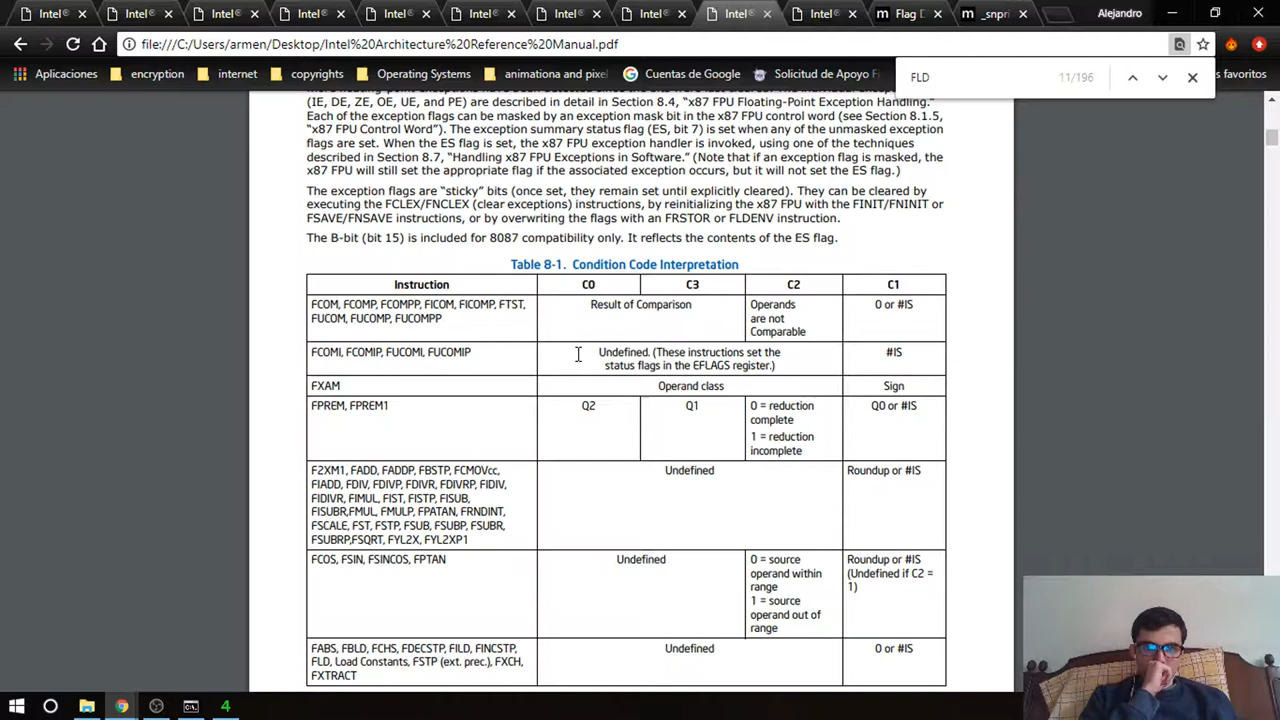 Intel® Intel® Intel® Intel® Intel® Intel® Intel® Intel® Intel® Intel® Flag D _snpri Alejandro
file:///C:/Users/armen/Desktop/Intel%20Architecture%20Reference%20Manual.pdf
Aplicaciones encryption internet copyrights Operating Systems animationa and pixel Cuentas de Google Solicitud de Apoyo F s favoritos
FLD 11/196
(IE, DE, ZE, OE, UE, and PE) are described in detail in Section 8.4, “x87 FPU Floating-Point Exception Handling.”
Each of the exception flags can be masked by an exception mask bit in the x87 FPU control word (see Section 8.1.5,
“x87 FPU Control Word”). The exception summary status flag (ES, bit 7) is set when any of the unmasked exception
flags are set. When the ES flag is set, the x87 FPU exception handler is invoked, using one of the techniques
described in Section 8.7, “Handling x87 FPU Exceptions in Software.” (Note that if an exception flag is masked, the
x87 FPU will still set the appropriate flag if the associated exception occurs, but it will not set the ES flag.)
The exception flags are “sticky” bits (once set, they remain set until explicitly cleared). They can be cleared by
executing the FCLEX/FNCLEX (clear exceptions) instructions, by reinitializing the x87 FPU with the FINIT/FNINIT or
FSAVE/FNSAVE instructions, or by overwriting the flags with an FRSTOR or FLDENV instruction.
The B-bit (bit 15) is included for 8087 compatibility only. It reflects the contents of the ES flag.
Table 8-1. Condition Code Interpretation
Instruction C0 C3 C2 C1
FCOM, FCOMP, FCOMPP, FICOM, FICOMP, FTST, Result of Comparison Operands 0 or #IS
FUCOM, FUCOMP, FUCOMPP are not
Comparable
FCOMI, FCOMIP, FUCOMI, FUCOMIP Undefined. (These instructions set the #IS
status flags in the EFLAGS register.)
FXAM Operand class Sign
FPREM, FPREM1 Q2 Q1 0 = reduction Q0 or #IS
complete
1 = reduction
incomplete
F2XM1, FADD, FADDP, FBSTP, FCMOVcc, Undefined Roundup or #IS
FIADD, FDIV, FDIVP, FDIVR, FDIVRP, FIDIV,
FIDIVR, FIMUL, FIST, FISTP, FISUB,
FISUBR,FMUL, FMULP, FPATAN, FRNDINT,
FSCALE, FST, FSTP, FSUB, FSUBP, FSUBR,
FSUBRP,FSQRT, FYL2X, FYL2XP1
FCOS, FSIN, FSINCOS, FPTAN Undefined 0 = source Roundup or #IS
operand within (Undefined if C2 =
range 1)
1 = source
operand out of
range
FABS, FBLD, FCHS, FDECSTP, FILD, FINCSTP, Undefined 0 or #IS
FLD, Load Constants, FSTP (ext. prec.), FXCH,
FXTRACT
4